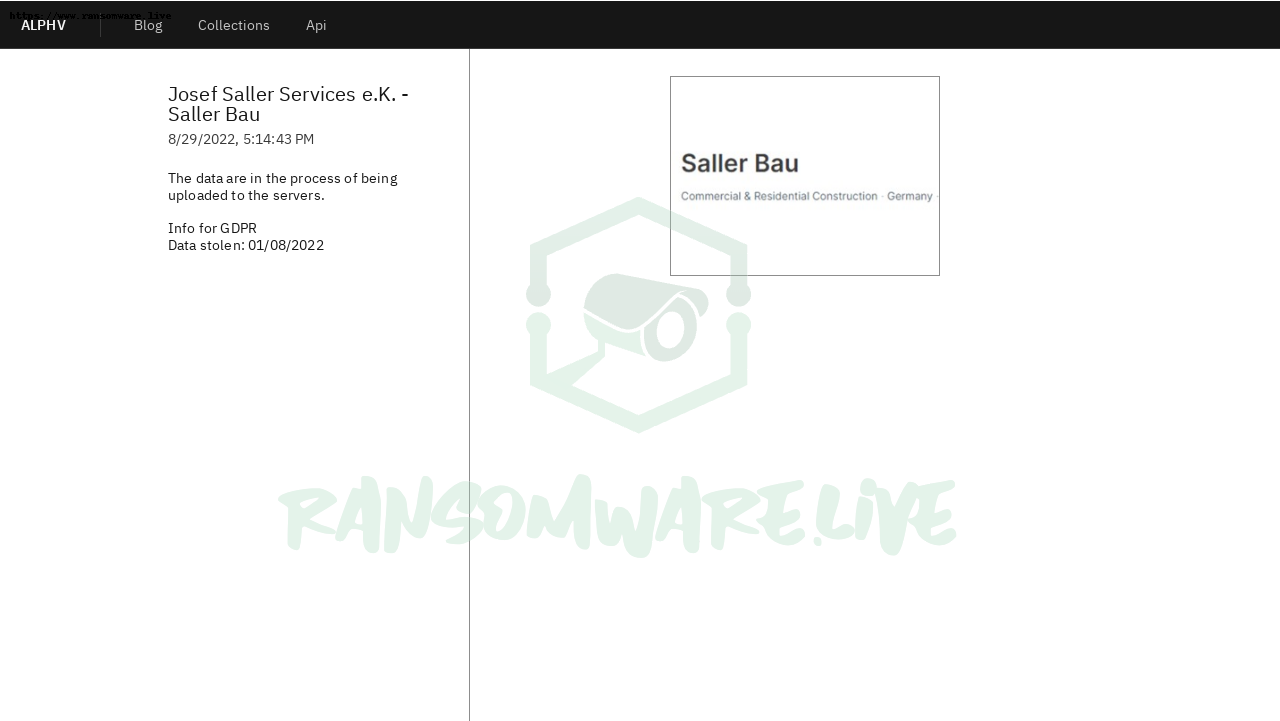 https://www.ransomware.live
ALPHV
Blog
Collections
Api
Josef Saller Services e.K. -
Saller Bau
8/29/2022, 5:14:43 PM
The data are in the process of being
uploaded to the servers.
Info for GDPR
Data stolen: 01/08/2022
Saller Bau
Commercial & Residential Construction · Germany ·
RANSOMWARE.LIVE